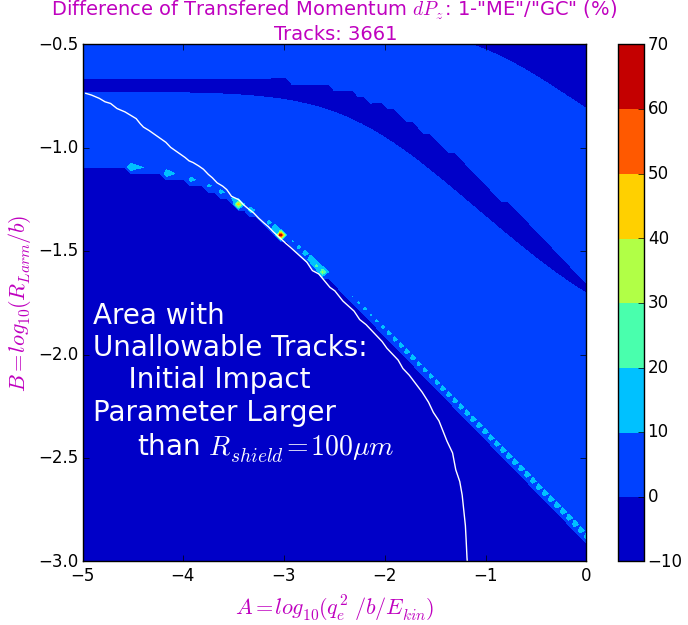 Difference of Transfered Momentum dP_z: 1-"ME"/"GC" (%)
Tracks: 3661
B=log_10(R_Larm/b)
−0.5
−1.0
−1.5
−2.0
−2.5
−3.0
Area with
Unallowable Tracks:
Initial Impact
Parameter Larger
than R_shield=100μm
−5 −4 −3 −2 −1 0
A=log_10(q_e^2 /b/E_kin)
70
60
50
40
30
20
10
0
−10